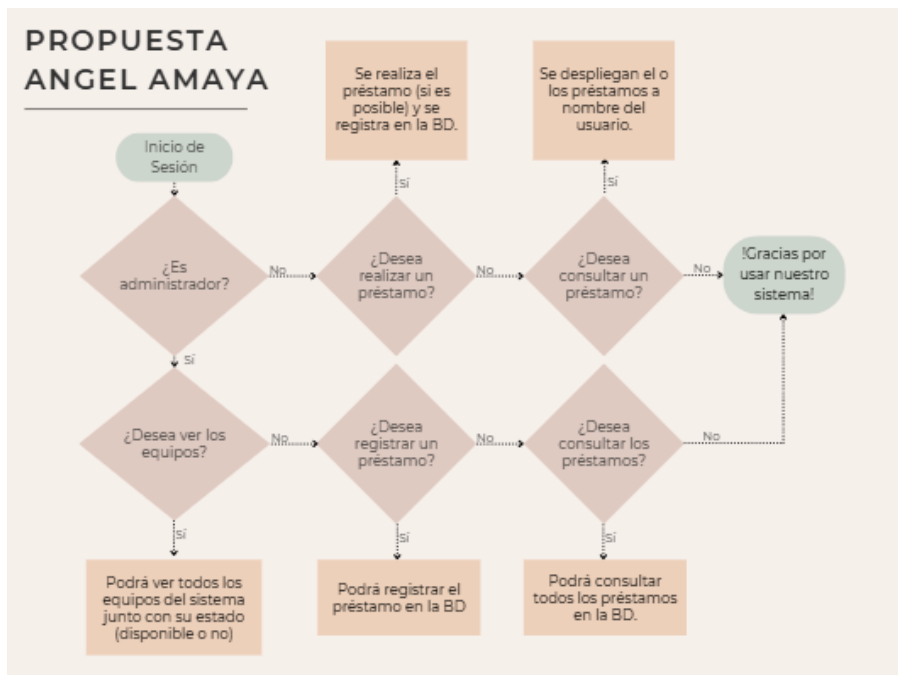 PROPUESTA
ANGEL AMAYA
Inicio de
Sesión
Se realiza el
préstamo (si es
posible) y se
registra en la BD.
Se despliegan el o
los préstamos a
nombre del
usuario.
Sí
Sí
¿Es
administrador?
No
¿Desea
realizar un
préstamo?
No
¿Desea
consultar un
préstamo?
No
!Gracias por
usar nuestro
sistema!
Sí
¿Desea ver los
equipos?
No
¿Desea
registrar un
préstamo?
No
¿Desea
consultar los
préstamos?
No
Sí
Sí
Sí
Podrá ver todos los
equipos del sistema
junto con su estado
(disponible o no)
Podrá registrar el
préstamo en la BD
Podrá consultar
todos los préstamos
en la BD.